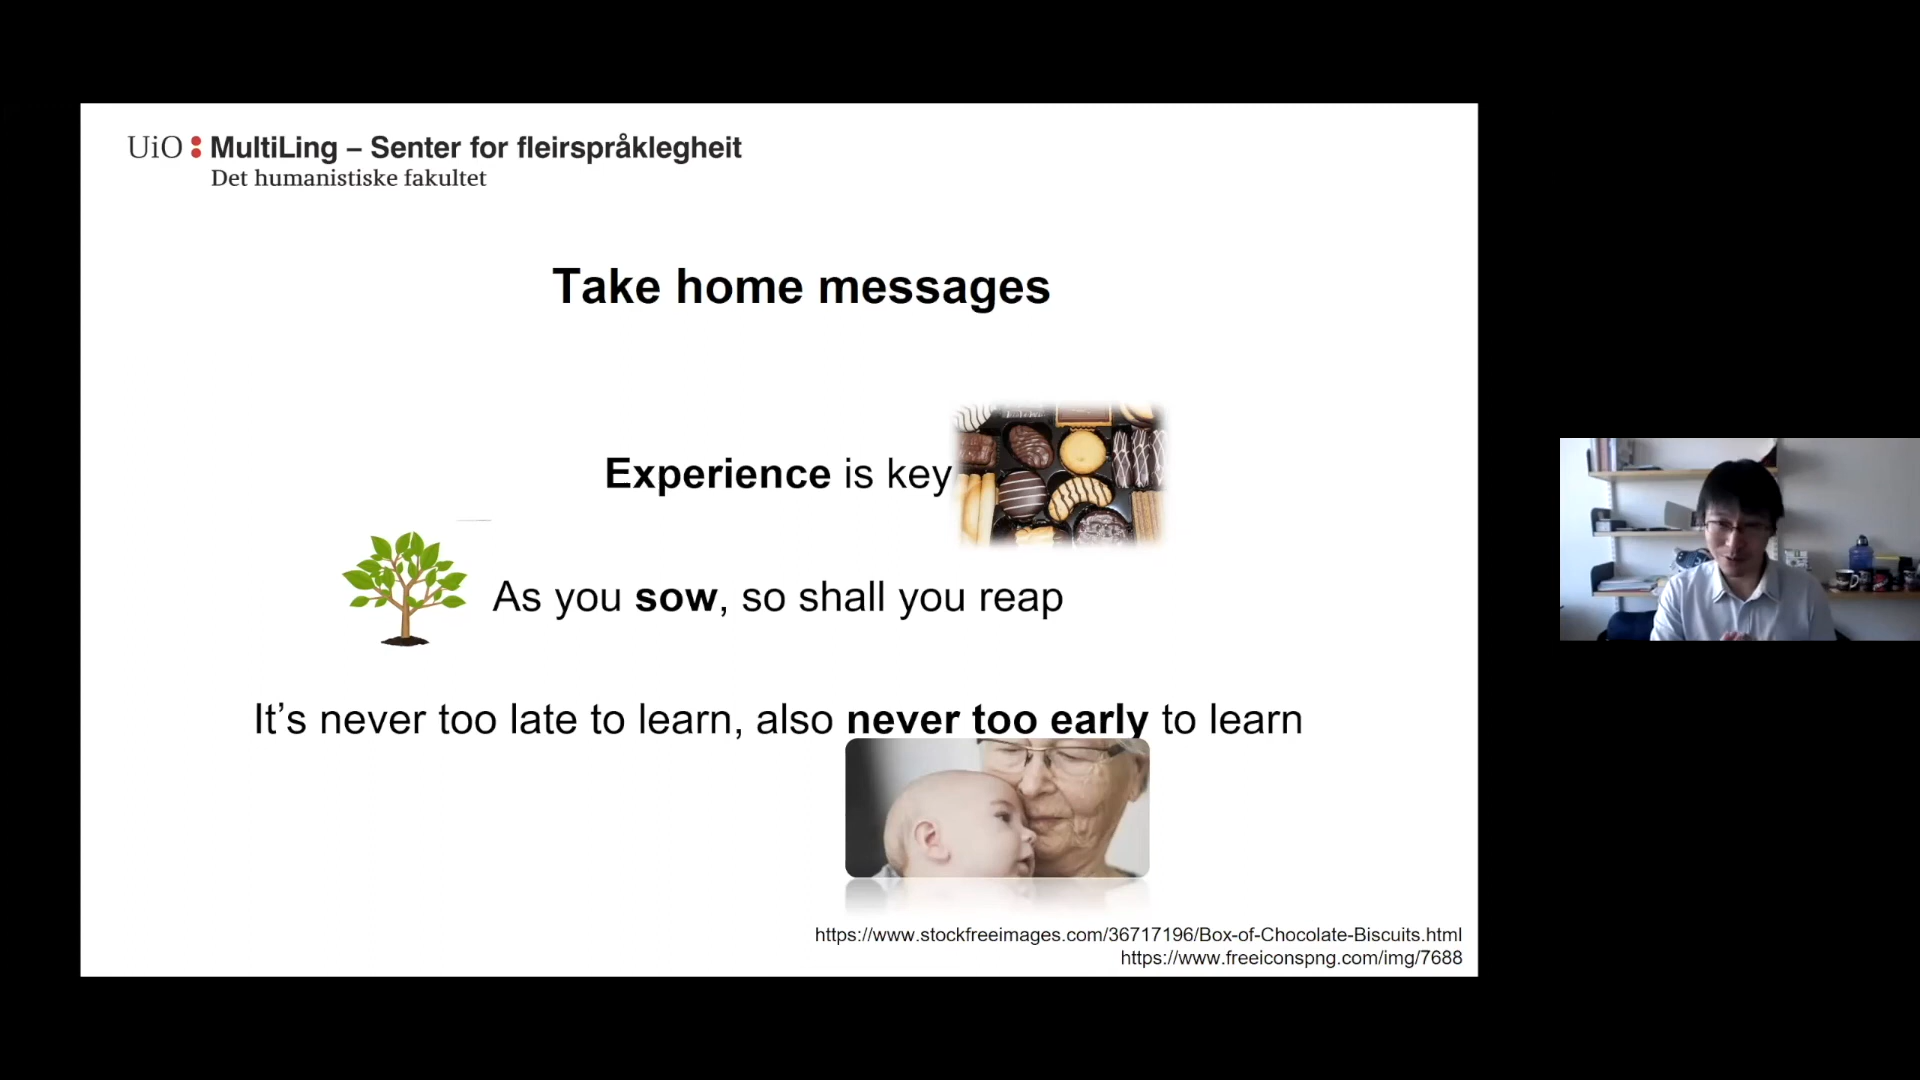 UiO: MultiLing – Senter for fleirspråklegheit
Det humanistiske fakultet
Take home messages
Experience is key
As you sow, so shall you reap
It’s never too late to learn, also never too early to learn
https://www.stockfreeimages.com/36717196/Box-of-Chocolate-Biscuits.html
https://www.freeiconspng.com/img/7688